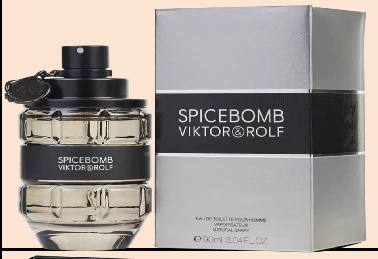 SPICEBOMB
VIKTOR&ROLF
SPICEBOMB
VIKTOR&ROLF
EAU DE TOILETTE POUR HOMME
VAPORISATEUR
NATURAL SPRAY
℮ 90ml 3.04 FL.OZ.